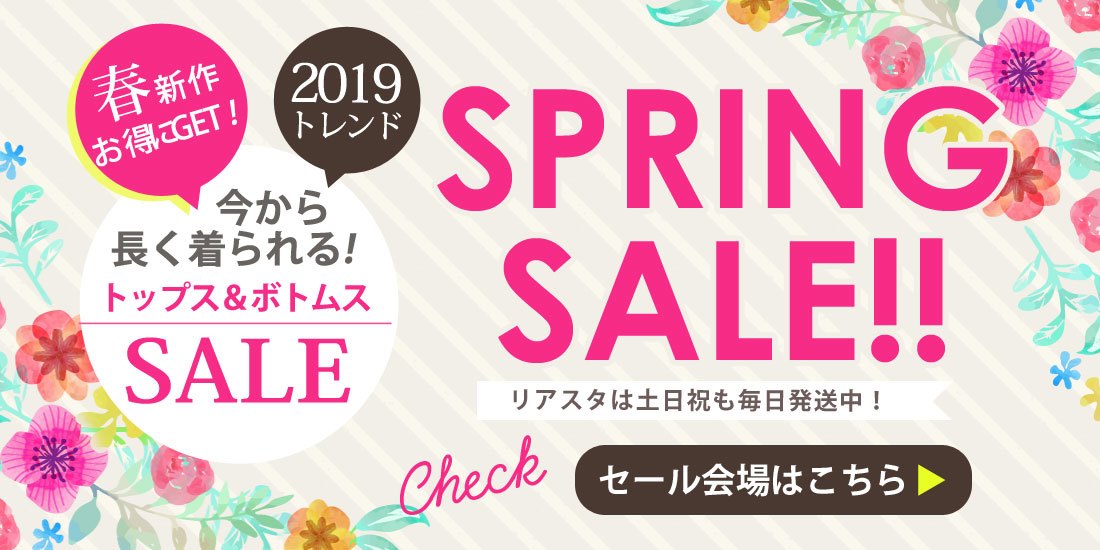 春新作
お得にGET！
2019
トレンド
今から
長く着られる！
トップス＆ボトムス
SALE
SPRING
SALE!!
リアスタは土日祝も毎日発送中！
Check
セール会場はこちら▶